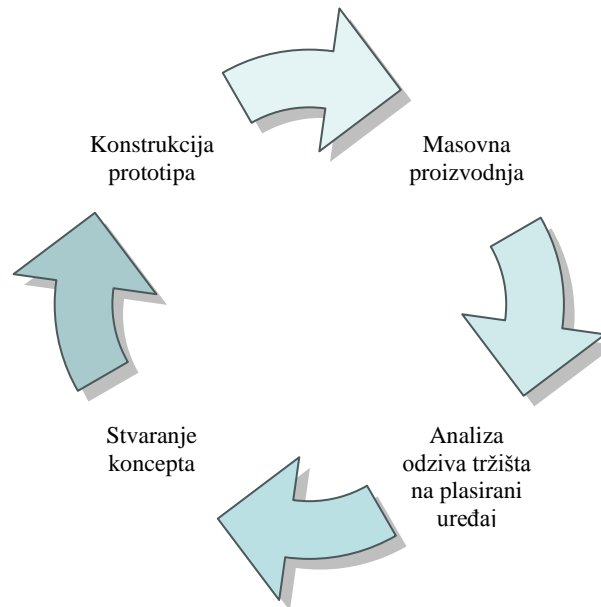 Konstrukcija
prototipa
Masovna
proizvodnja
Stvaranje
koncepta
Analiza
odziva tržišta
na plasirani
uređaj